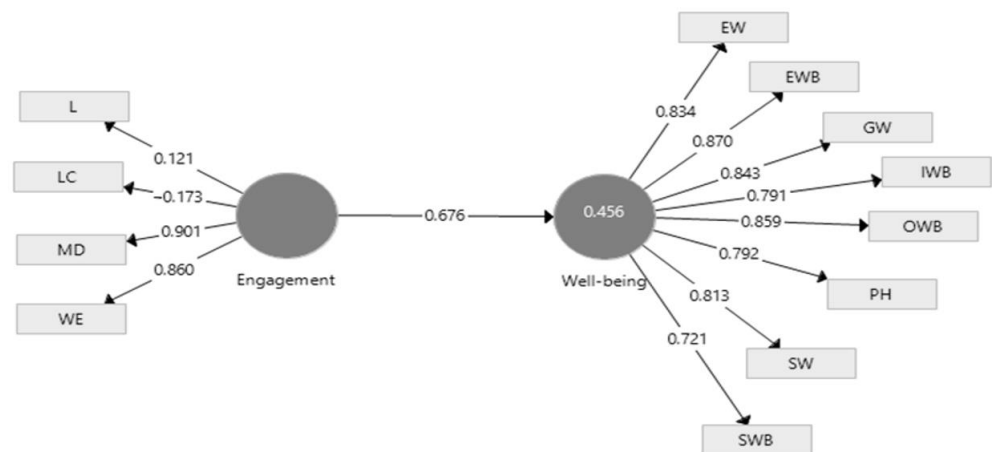 L
LC
MD
WE
0.121
−0.173
0.901
0.860
Engagement
0.676
0.456
Well-being
0.834
0.870
0.843
0.791
0.859
0.792
0.813
0.721
EW
EWB
GW
IWB
OWB
PH
SW
SWB